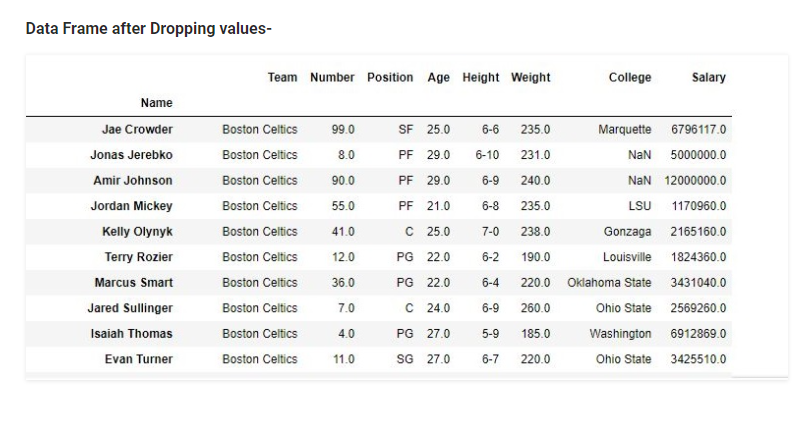 Data Frame after Dropping values-
Team Number Position Age Height Weight College Salary
Name
Jae Crowder Boston Celtics 99.0 SF 25.0 6-6 235.0 Marquette 6796117.0
Jonas Jerebko Boston Celtics 8.0 PF 29.0 6-10 231.0 NaN 5000000.0
Amir Johnson Boston Celtics 90.0 PF 29.0 6-9 240.0 NaN 12000000.0
Jordan Mickey Boston Celtics 55.0 PF 21.0 6-8 235.0 LSU 1170960.0
Kelly Olynyk Boston Celtics 41.0 C 25.0 7-0 238.0 Gonzaga 2165160.0
Terry Rozier Boston Celtics 12.0 PG 22.0 6-2 190.0 Louisville 1824360.0
Marcus Smart Boston Celtics 36.0 PG 22.0 6-4 220.0 Oklahoma State 3431040.0
Jared Sullinger Boston Celtics 7.0 C 24.0 6-9 260.0 Ohio State 2569260.0
Isaiah Thomas Boston Celtics 4.0 PG 27.0 5-9 185.0 Washington 6912869.0
Evan Turner Boston Celtics 11.0 SG 27.0 6-7 220.0 Ohio State 3425510.0